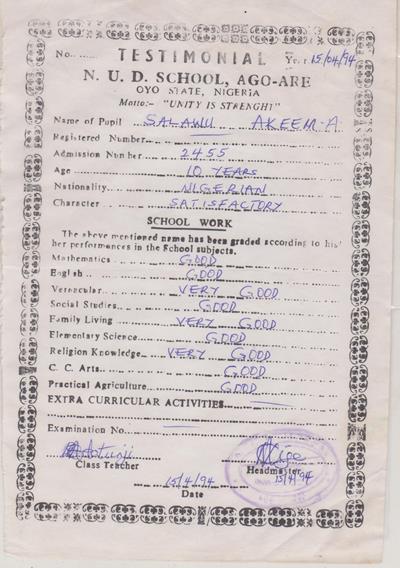 TESTIMONIAL
No. Year 15/04/94
N. U. D. SCHOOL, AGO-ARE
OYO STATE, NIGERIA
Motto:- "UNITY IS STRENGHT"
Name of Pupil SALAWU AKEEM-A
Registered Number
Admission Number 2455
Age 10 YEARS
Nationality NIGERIAN
Character SATISFACTORY
SCHOOL WORK
The above mentioned name has been graded according to his/
her performances in the School subjects.
Mathematics GOOD
English GOOD
Vernacular VERY GOOD
Social Studies GOOD
Family Living VERY GOOD
Elementary Science GOOD
Religion Knowledge VERY GOOD
C. C. Arts GOOD
Practical Agriculture GOOD
EXTRA CURRICULAR ACTIVITIES
Examination No.
Class Teacher Headmaster 15/4/94
15/4/94
Date